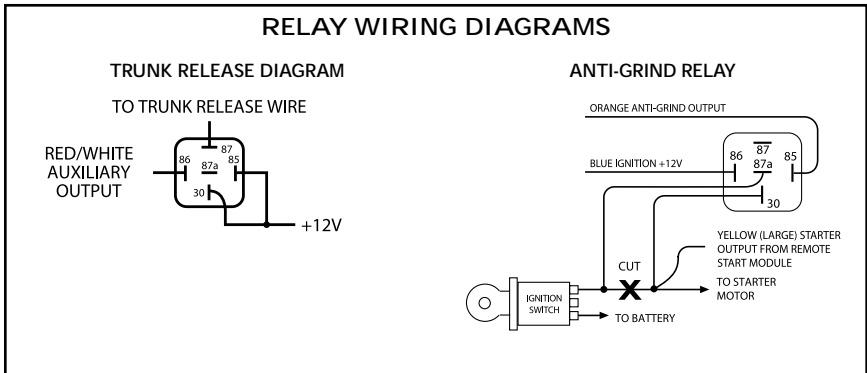 RELAY WIRING DIAGRAMS
TRUNK RELEASE DIAGRAM
TO TRUNK RELEASE WIRE
RED/WHITE
AUXILIARY
OUTPUT
87
86
87a
85
30
+12V
ANTI-GRIND RELAY
ORANGE ANTI-GRIND OUTPUT
BLUE IGNITION +12V
87
86
87a
85
30
YELLOW (LARGE) STARTER
OUTPUT FROM REMOTE
START MODULE
CUT
X
TO STARTER
MOTOR
IGNITION
SWITCH
TO BATTERY